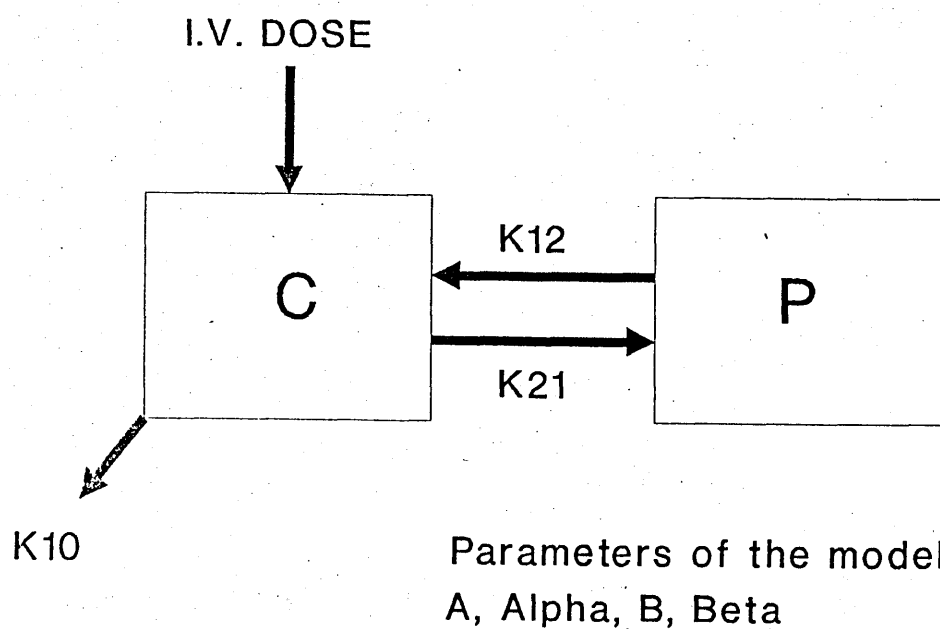 I.V. DOSE
K12
C
P
K21
K10
Parameters of the model
A, Alpha, B, Beta